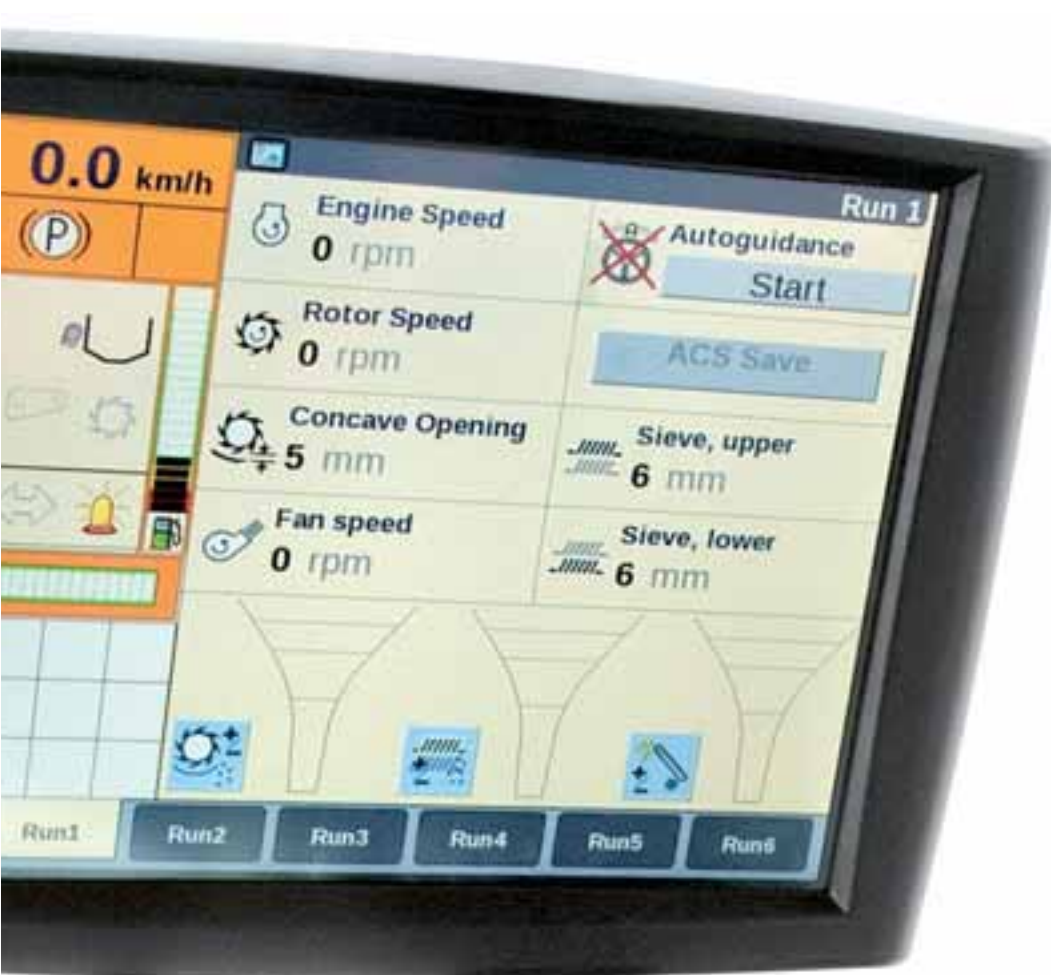 0.0 km/h
(P)
Run 1
Engine Speed
0 rpm
Autoguidance
Start
Rotor Speed
0 rpm
ACS Save
Concave Opening
5 mm
Sieve, upper
6 mm
Fan speed
0 rpm
Sieve, lower
6 mm
Run1
Run2
Run3
Run4
Run5
Run6